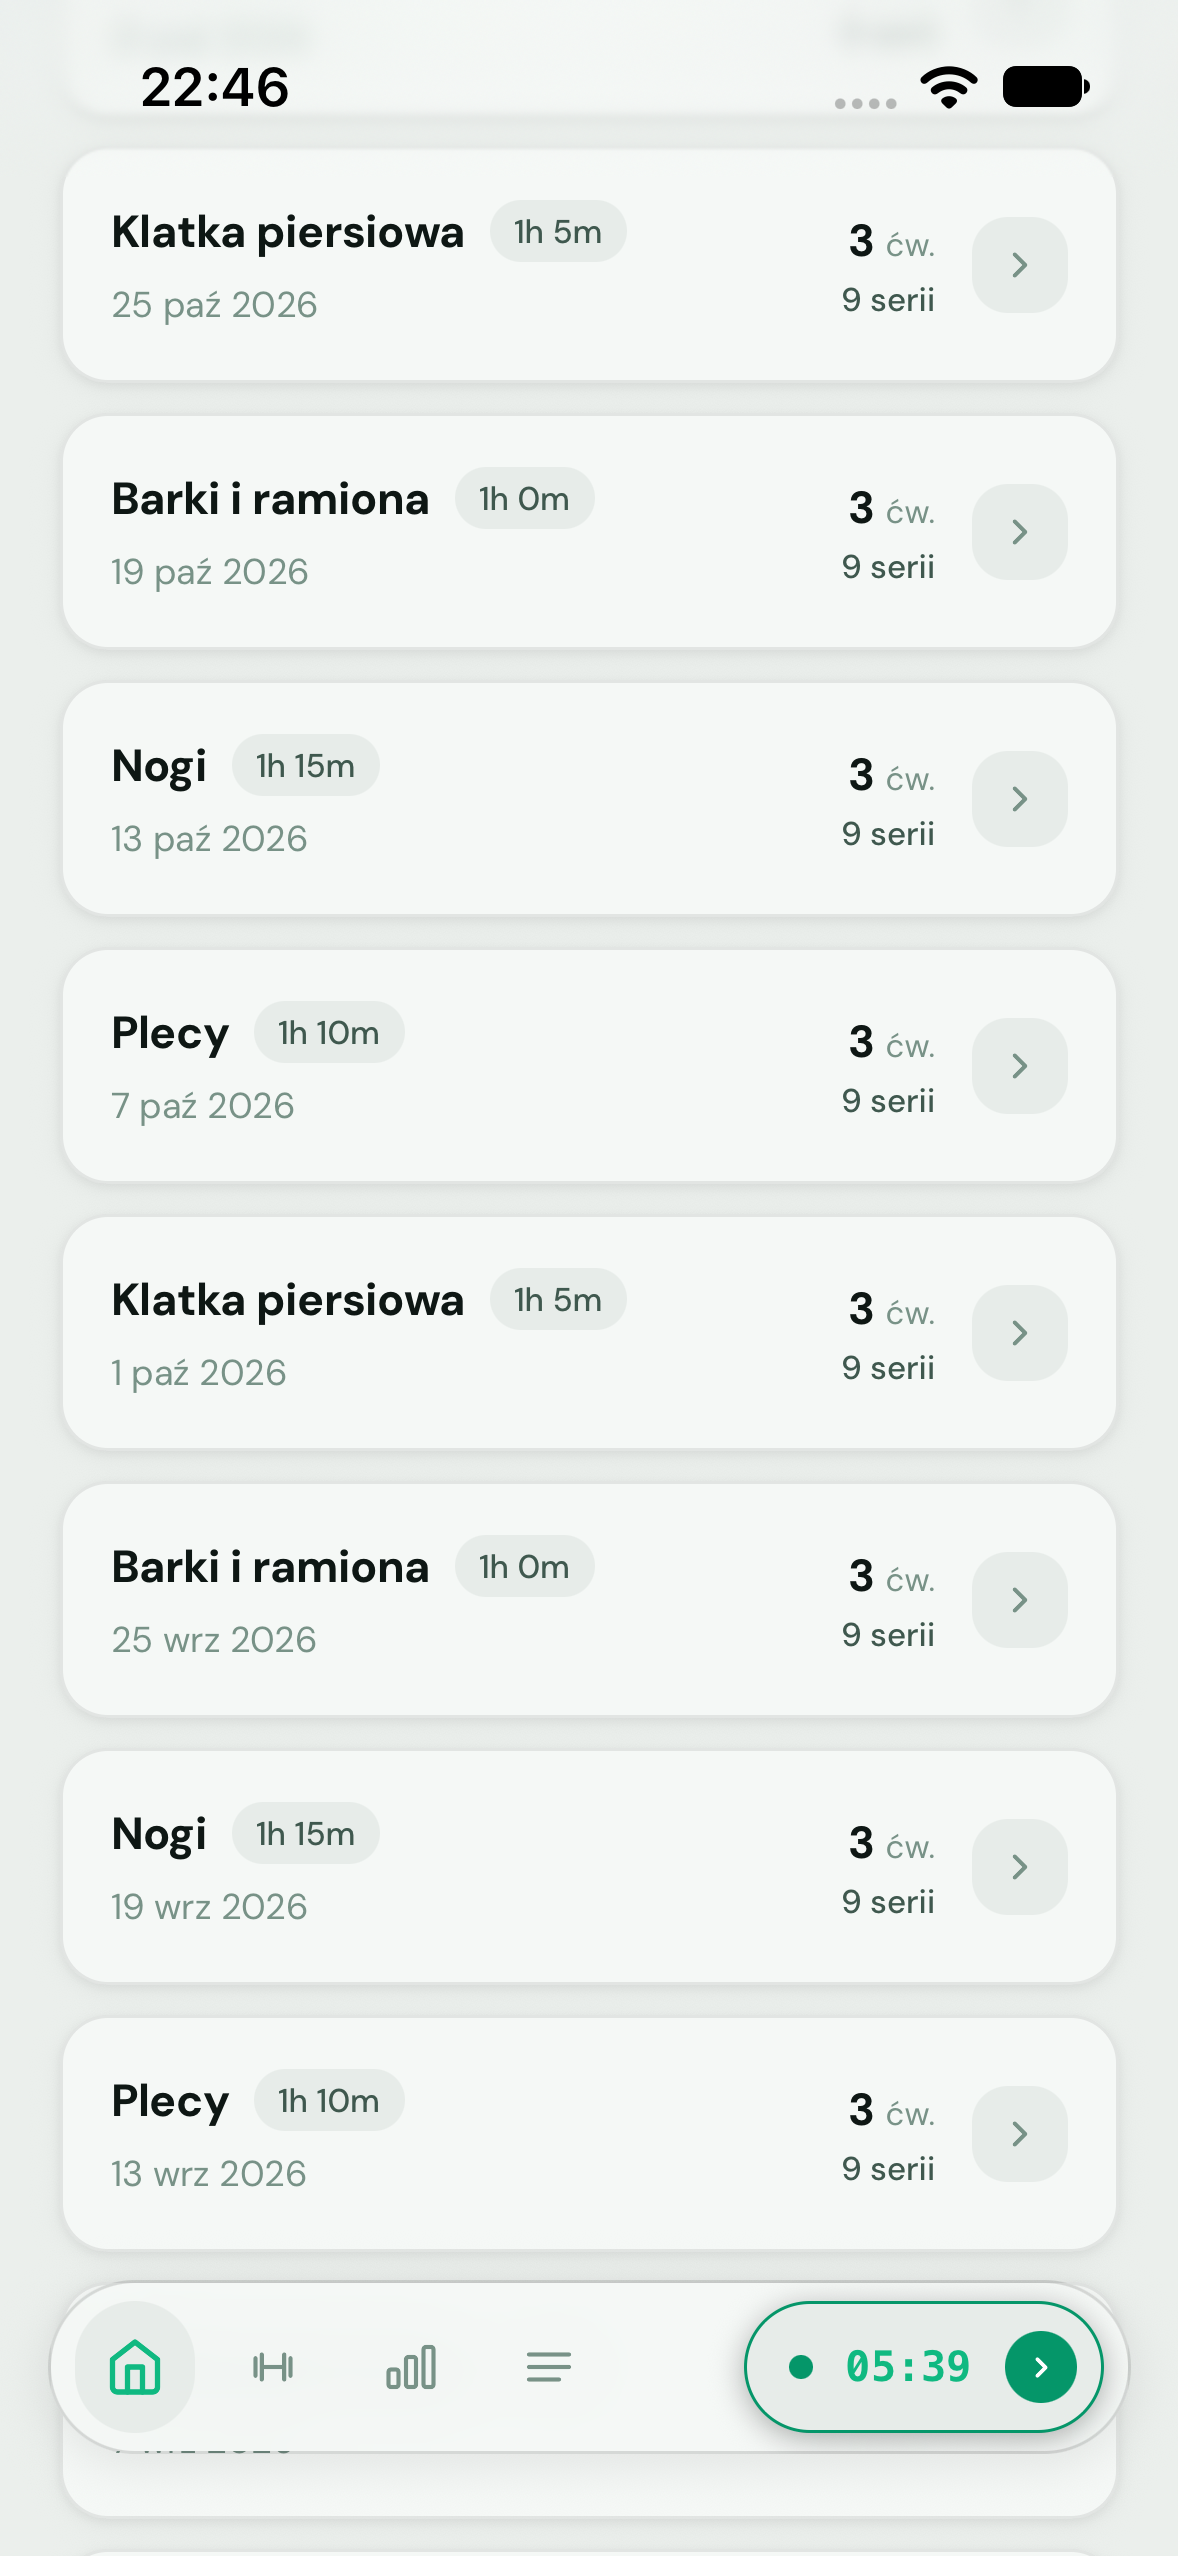 22:46
Klatka piersiowa 1h 5m
3 ćw.
25 paź 2026
9 serii
Barki i ramiona 1h 0m
3 ćw.
19 paź 2026
9 serii
Nogi 1h 15m
3 ćw.
13 paź 2026
9 serii
Plecy 1h 10m
3 ćw.
7 paź 2026
9 serii
Klatka piersiowa 1h 5m
3 ćw.
1 paź 2026
9 serii
Barki i ramiona 1h 0m
3 ćw.
25 wrz 2026
9 serii
Nogi 1h 15m
3 ćw.
19 wrz 2026
9 serii
Plecy 1h 10m
3 ćw.
13 wrz 2026
9 serii
05:39